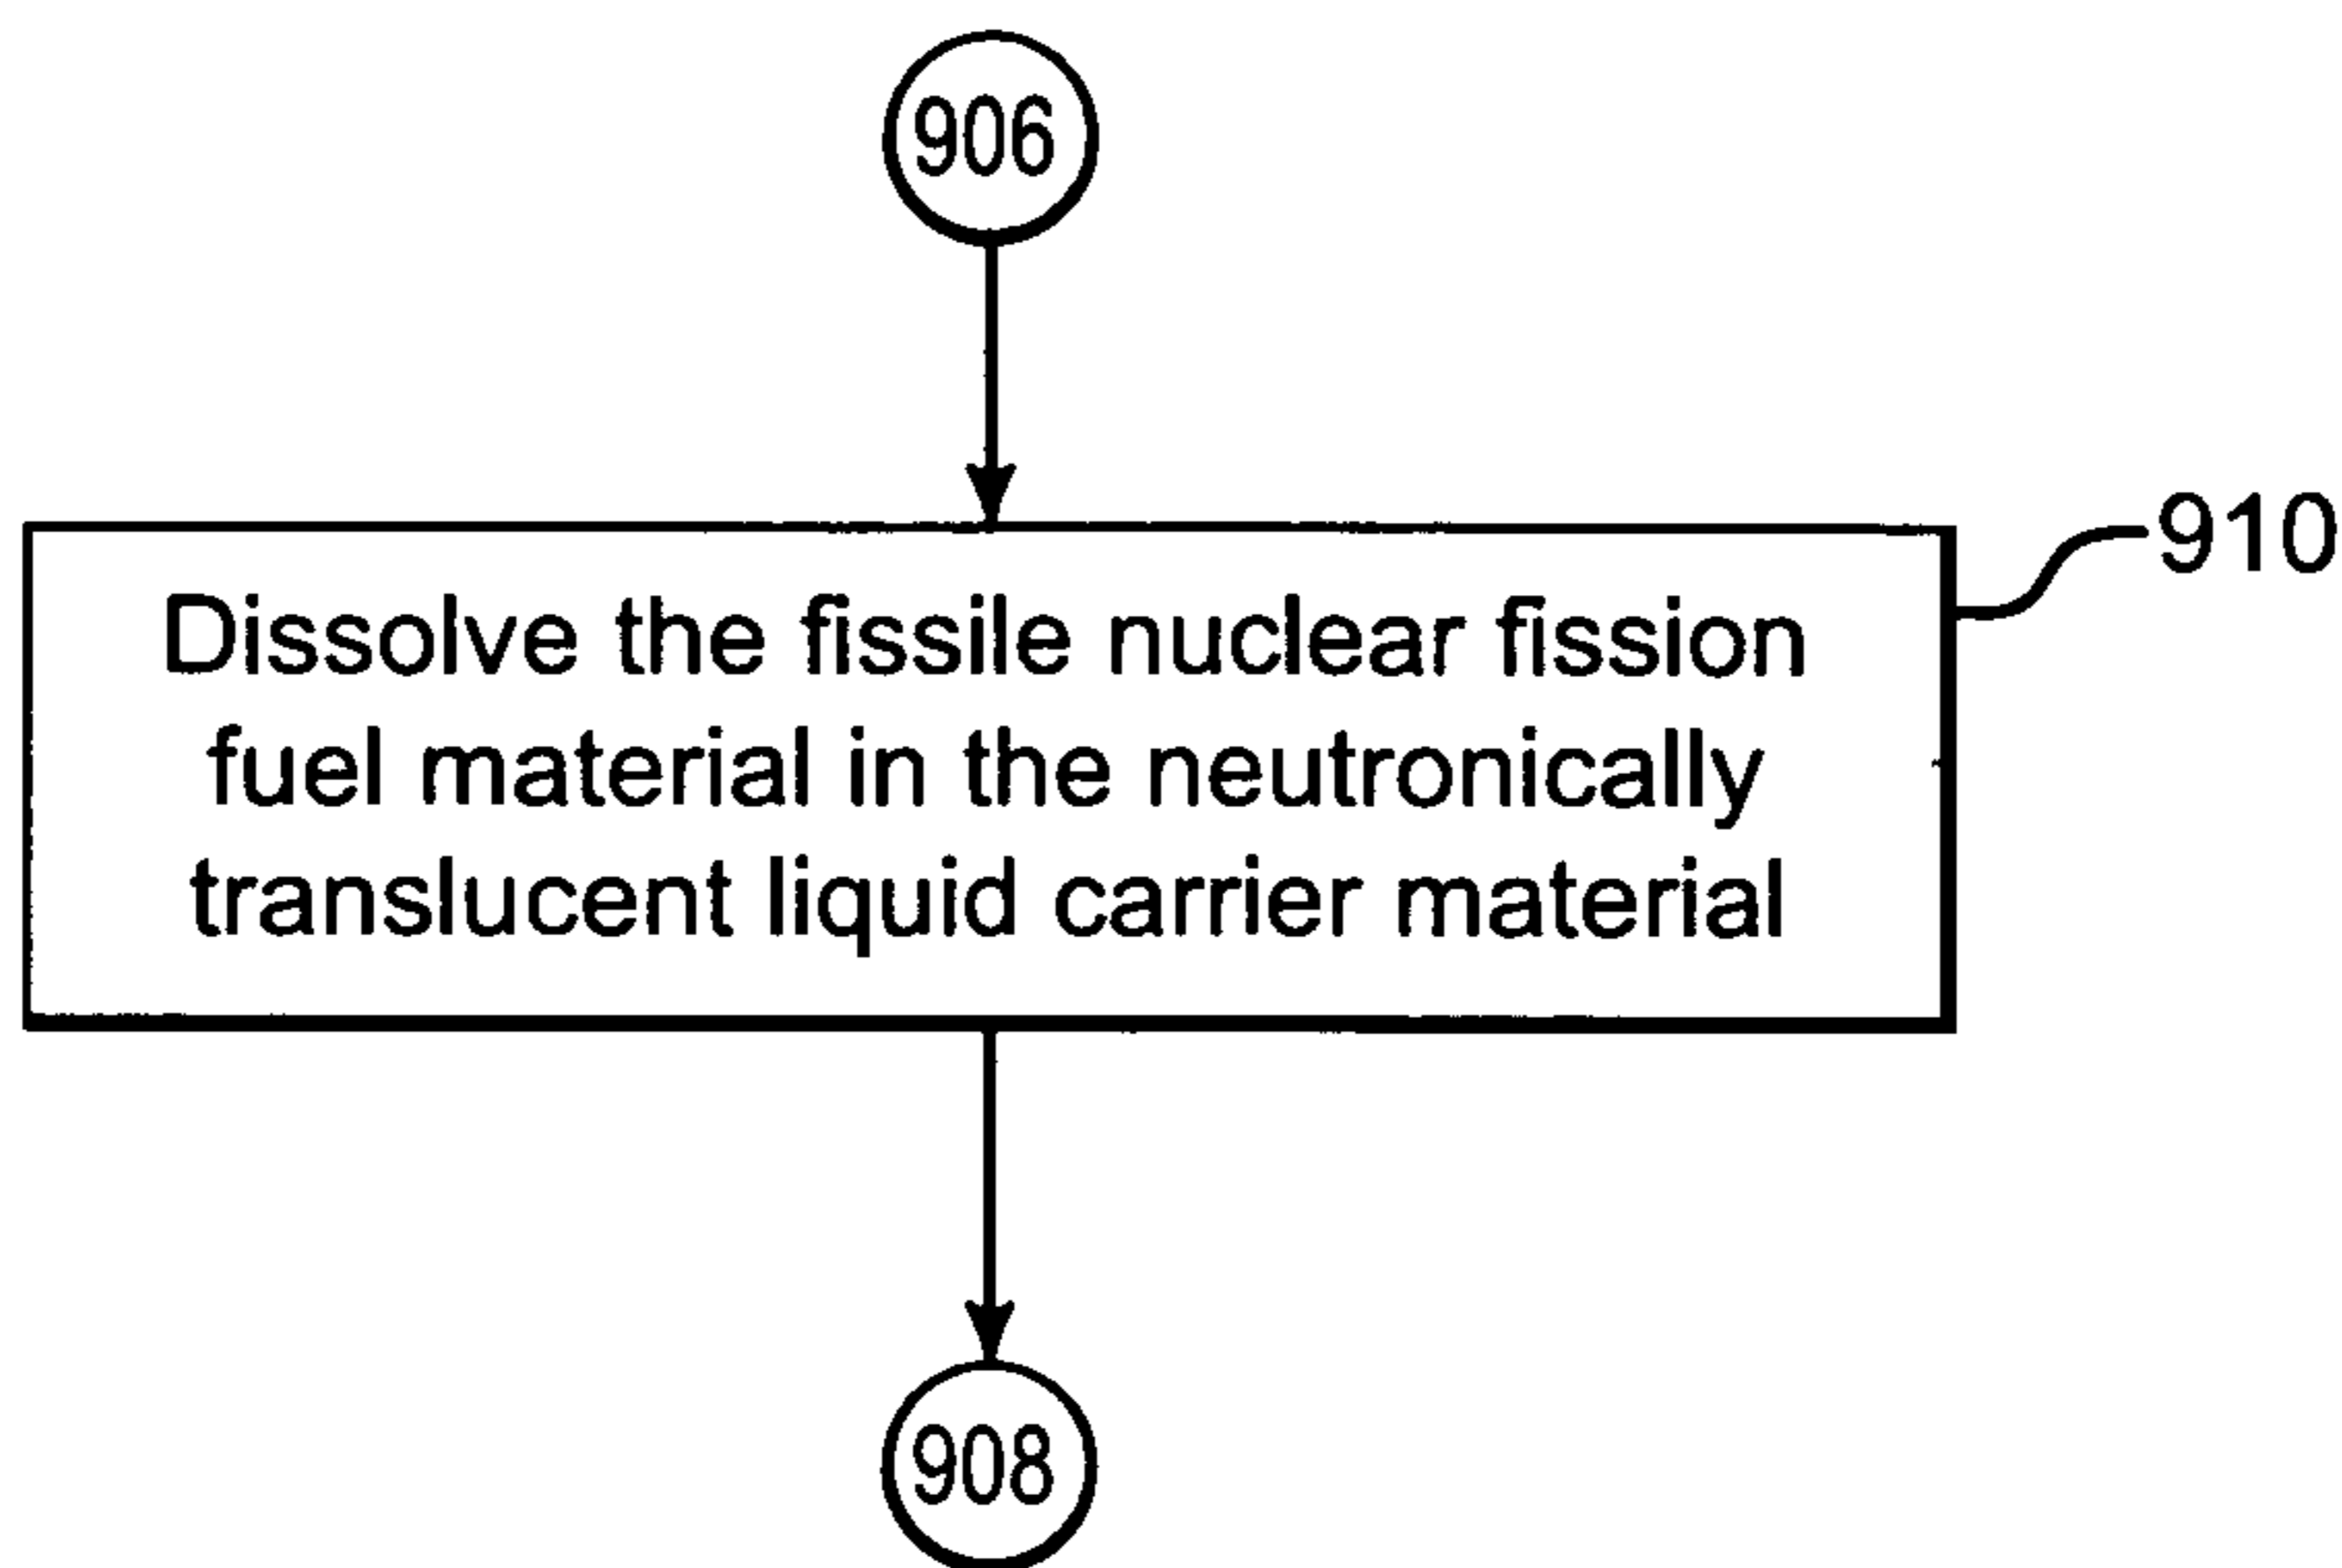 906
910
Dissolve the fissile nuclear fission
fuel material in the neutronically
translucent liquid carrier material
908